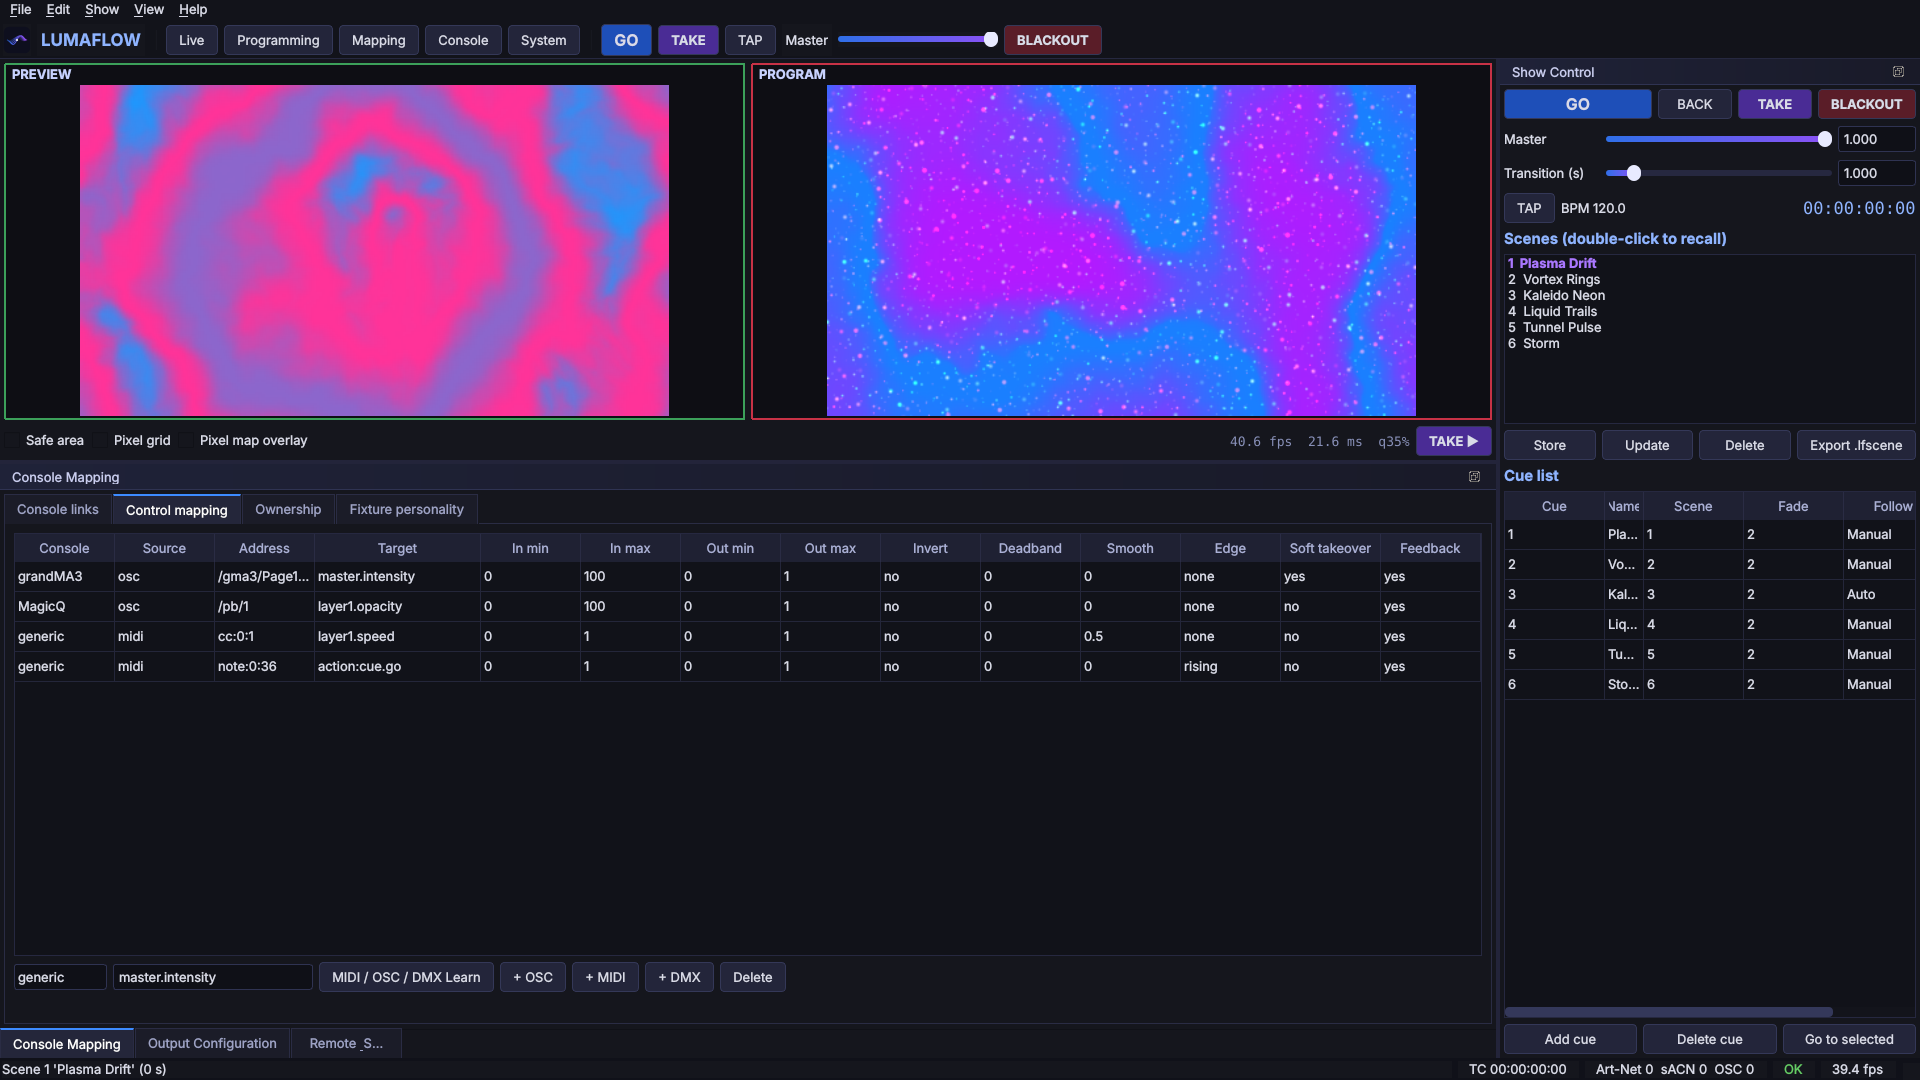 File Edit Show View Help
LUMAFLOW Live Programming Mapping Console System GO TAKE TAP Master BLACKOUT
PREVIEW
PROGRAM
Safe area Pixel grid Pixel map overlay 40.6 fps 21.6 ms q35% TAKE ▶
Console Mapping
Console links Control mapping Ownership Fixture personality
Console Source Address Target In min In max Out min Out max Invert Deadband Smooth Edge Soft takeover Feedback
grandMA3 osc /gma3/Page1... master.intensity 0 100 0 1 no 0 0 none yes yes
MagicQ osc /pb/1 layer1.opacity 0 100 0 1 no 0 0 none no yes
generic midi cc:0:1 layer1.speed 0 1 0 1 no 0 0.5 none no yes
generic midi note:0:36 action:cue.go 0 1 0 1 no 0 0 rising no yes
generic master.intensity MIDI / OSC / DMX Learn + OSC + MIDI + DMX Delete
Console Mapping Output Configuration Remote _S...
Show Control
GO BACK TAKE BLACKOUT
Master 1.000
Transition (s) 1.000
TAP BPM 120.0 00:00:00:00
Scenes (double-click to recall)
1 Plasma Drift
2 Vortex Rings
3 Kaleido Neon
4 Liquid Trails
5 Tunnel Pulse
6 Storm
Store Update Delete Export .lfscene
Cue list
Cue Name Scene Fade Follow
1 Pla... 1 2 Manual
2 Vo... 2 2 Manual
3 Kal... 3 2 Auto
4 Liq... 4 2 Manual
5 Tu... 5 2 Manual
6 Sto... 6 2 Manual
Add cue Delete cue Go to selected
Scene 1 'Plasma Drift' (0 s) TC 00:00:00:00 Art-Net 0 sACN 0 OSC 0 OK 39.4 fps